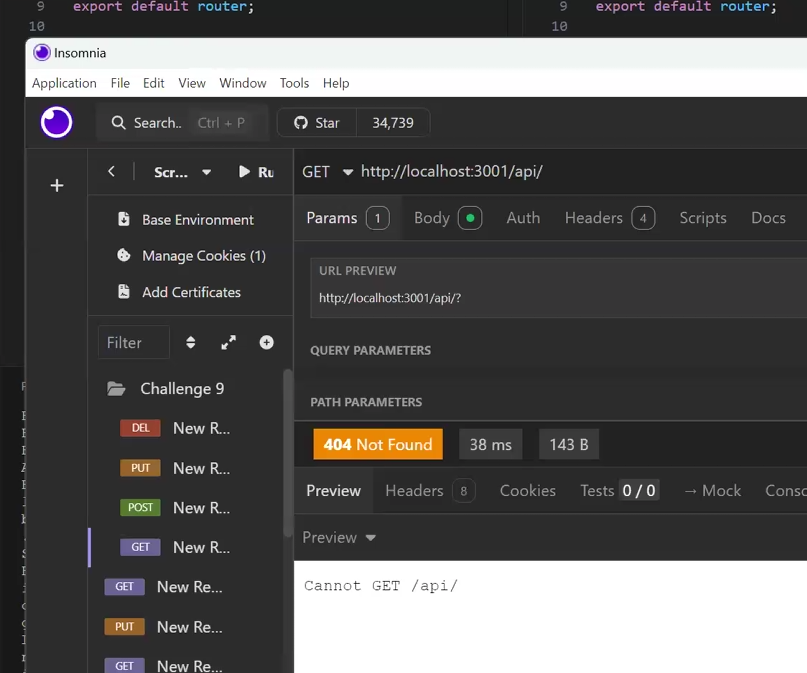 9 export default router;
10
9 export default router;
10
Insomnia
Application File Edit View Window Tools Help
Search.. Ctrl + P
Star 34,739
Scr...
Ru
GET http://localhost:3001/api/
Base Environment
Manage Cookies (1)
Add Certificates
Filter
Challenge 9
DEL New R...
PUT New R...
POST New R...
GET New R...
GET New Re...
PUT New Re...
GET New Re...
Params 1 Body Auth Headers 4 Scripts Docs
URL PREVIEW
http://localhost:3001/api/?
QUERY PARAMETERS
PATH PARAMETERS
404 Not Found 38 ms 143 B
Preview Headers 8 Cookies Tests 0 / 0 → Mock Consc
Preview
Cannot GET /api/